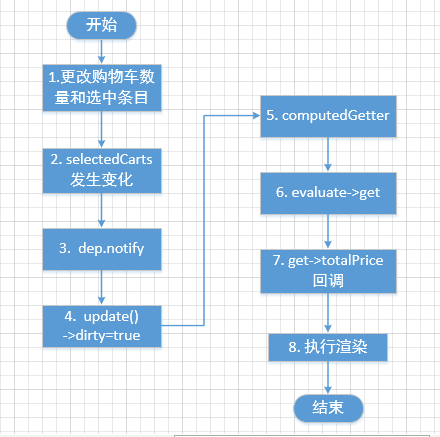 开始
1.更改购物车数
量和选中条目
2. selectedCarts
发生变化
3. dep.notify
4. update()
->dirty=true
5. computedGetter
6. evaluate->get
7. get->totalPrice
回调
8. 执行渲染
结束